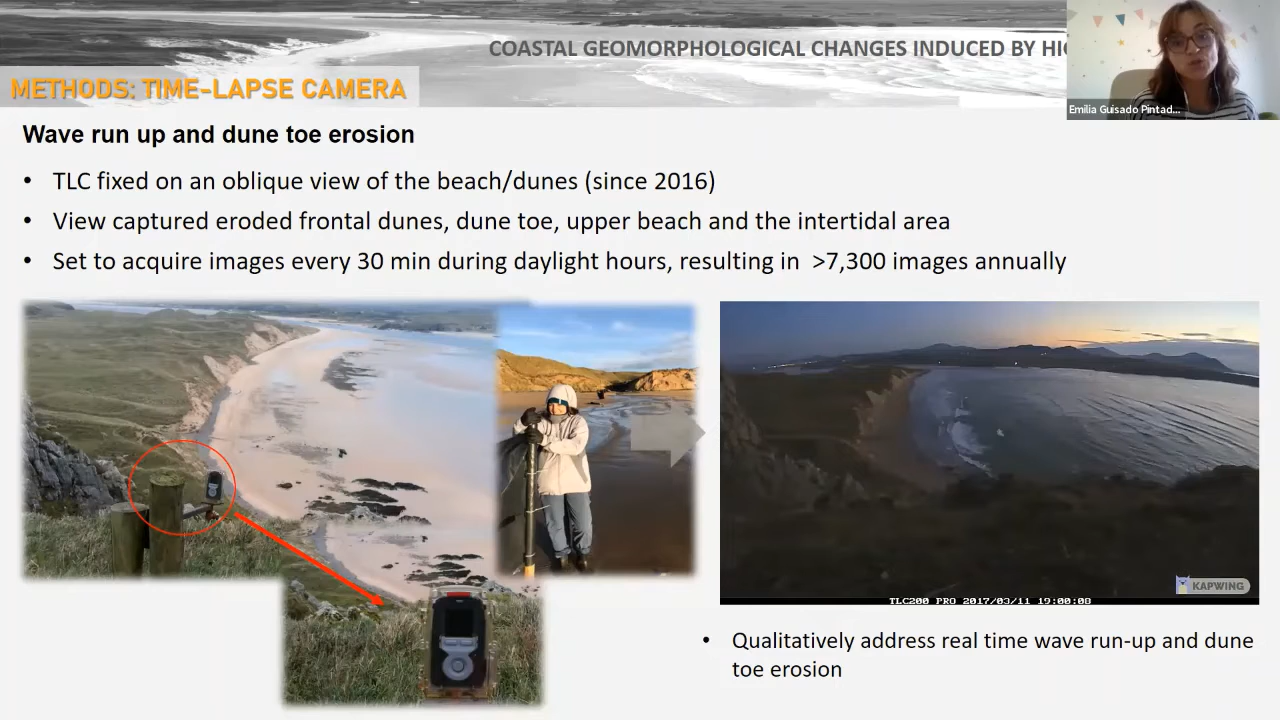 COASTAL GEOMORPHOLOGICAL CHANGES INDUCED BY
METHODS: TIME-LAPSE CAMERA
Emilia Guisado Pintad...
Wave run up and dune toe erosion
• TLC fixed on an oblique view of the beach/dunes (since 2016)
• View captured eroded frontal dunes, dune toe, upper beach and the intertidal area
• Set to acquire images every 30 min during daylight hours, resulting in >7,300 images annually
KAPWING
TLC200 PRO 2017/03/11 19:00:08
• Qualitatively address real time wave run-up and dune
toe erosion